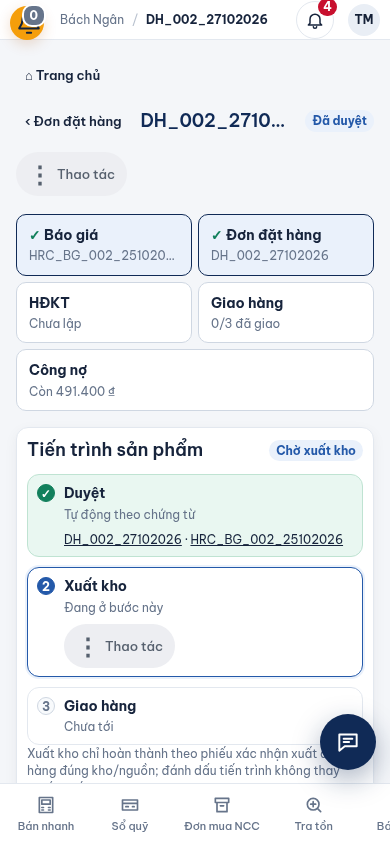 0
Bách Ngân / DH_002_27102026
4
TM
⌂ Trang chủ
‹ Đơn đặt hàng
DH_002_2710...
Đã duyệt
⋮ Thao tác
✓ Báo giá
HRC_BG_002_251020...
✓ Đơn đặt hàng
DH_002_27102026
HĐKT
Chưa lập
Giao hàng
0/3 đã giao
Công nợ
Còn 491.400 ₫
Tiến trình sản phẩm
Chờ xuất kho
✓ Duyệt
Tự động theo chứng từ
DH_002_27102026 · HRC_BG_002_25102026
2 Xuất kho
Đang ở bước này
⋮ Thao tác
3 Giao hàng
Chưa tới
Xuất kho chỉ hoàn thành theo phiếu xác nhận xuất
hàng đúng kho/nguồn; đánh dấu tiến trình không thay
Bán nhanh
Sổ quỹ
Đơn mua NCC
Tra tồn